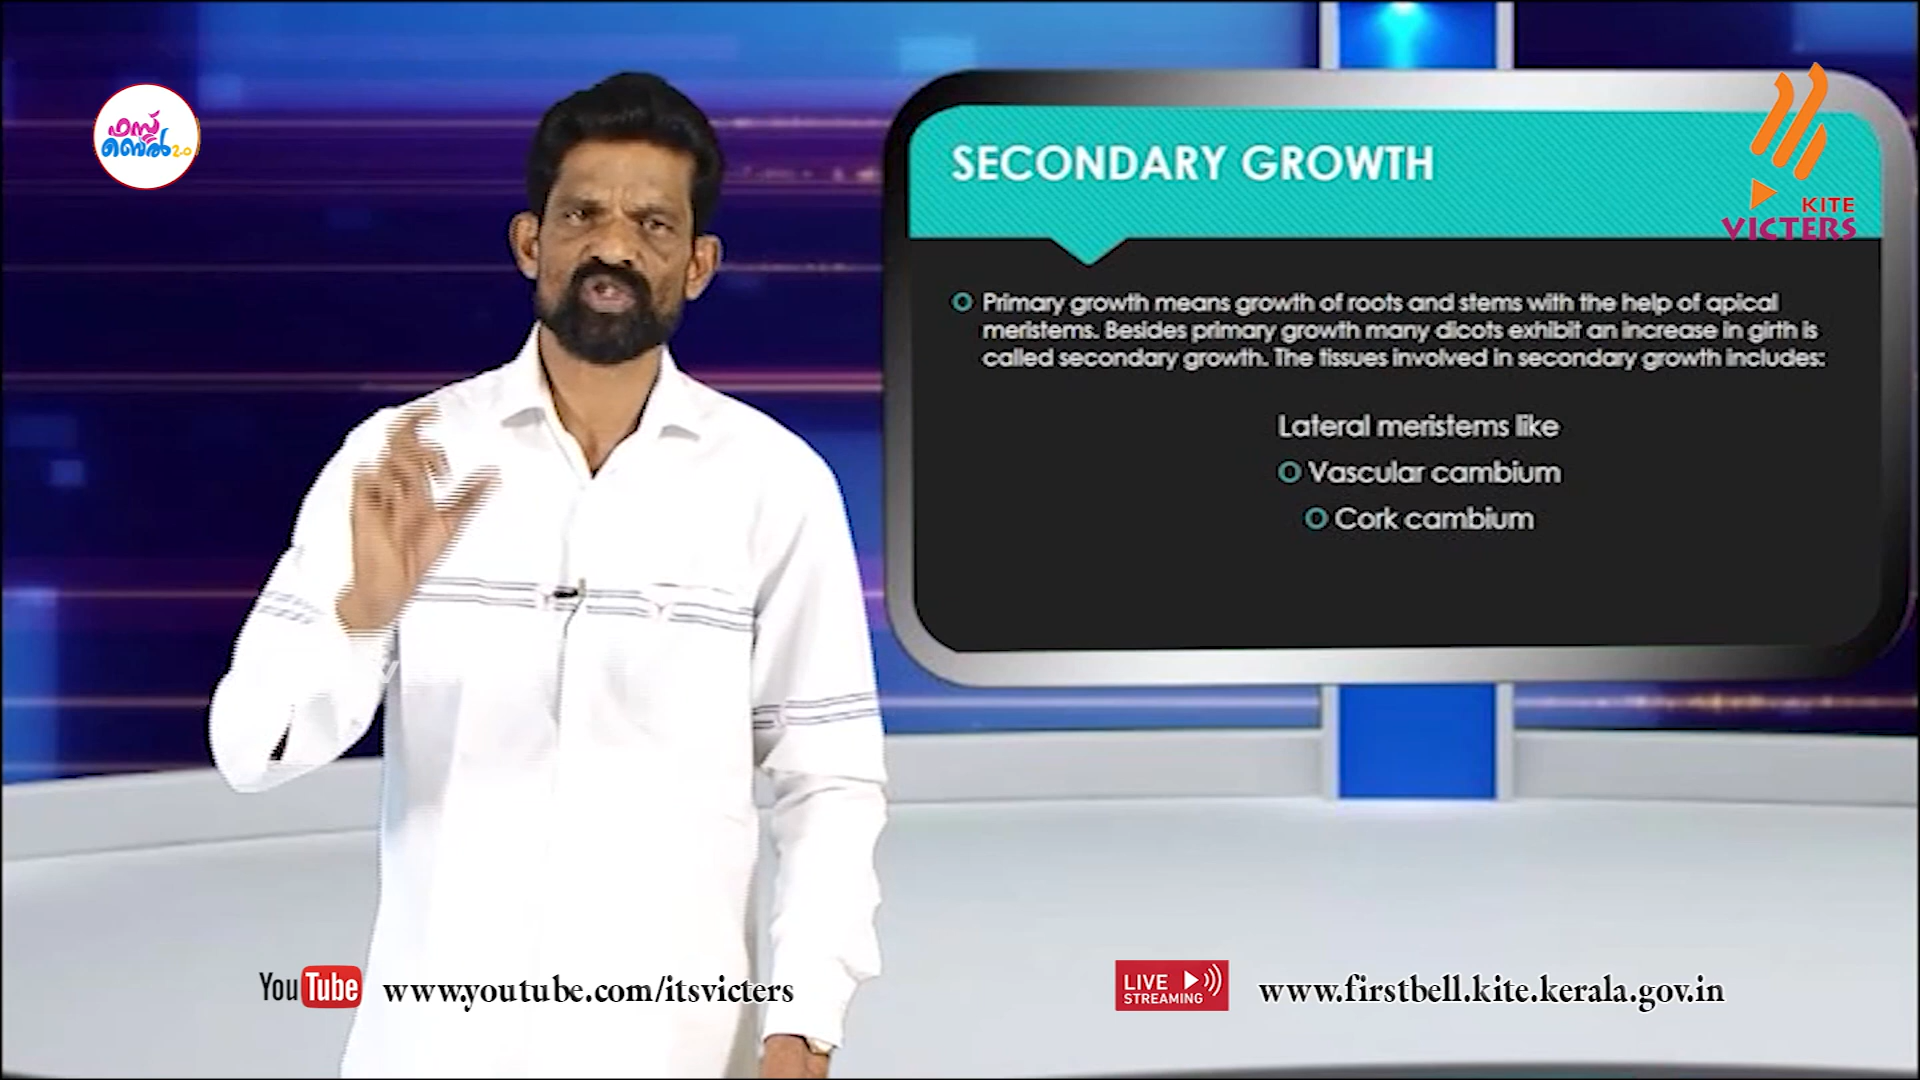 ഫസ്റ്റ്
ബെൽ 2.0
SECONDARY GROWTH
KITE
VICTERS
Primary growth means growth of roots and stems with the help of apical
meristems. Besides primary growth many dicots exhibit an increase in girth is
called secondary growth. The tissues involved in secondary growth includes:
Lateral meristems like
Vascular cambium
Cork cambium
YouTube www.youtube.com/itsvicters
LIVE
STREAMING
www.firstbell.kite.kerala.gov.in